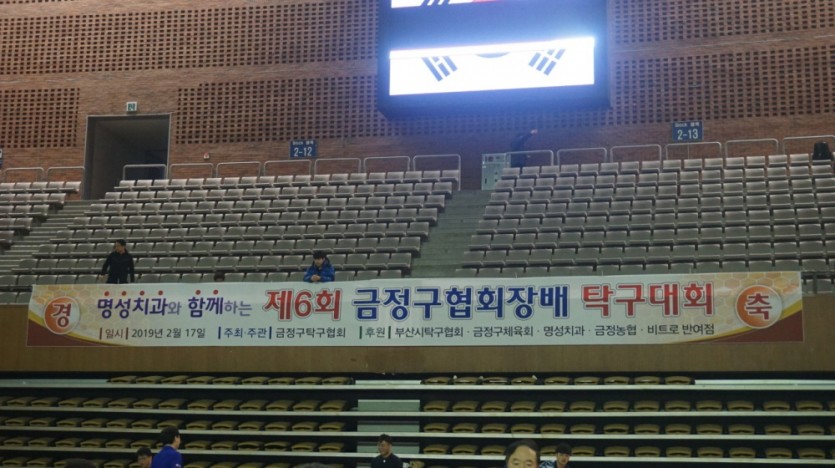 2-12
2-13
경 명성치과와 함께하는 제6회 금정구협회장배 탁구대회 축
일시 2019년 2월 17일 주최·주관 금정구탁구협회 후원 부산시탁구협회 · 금정구체육회 · 명성치과 · 금정농협 · 비트로 반여점